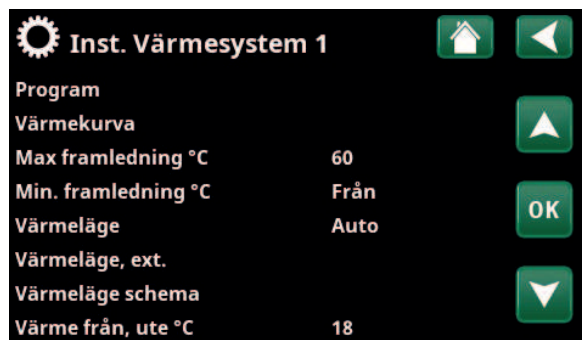 Inst. Värmesystem 1
Program
Värmekurva
Max framledning °C 60
Min. framledning °C Från
Värmeläge Auto
OK
Värmeläge, ext.
Värmeläge schema
Värme från, ute °C 18